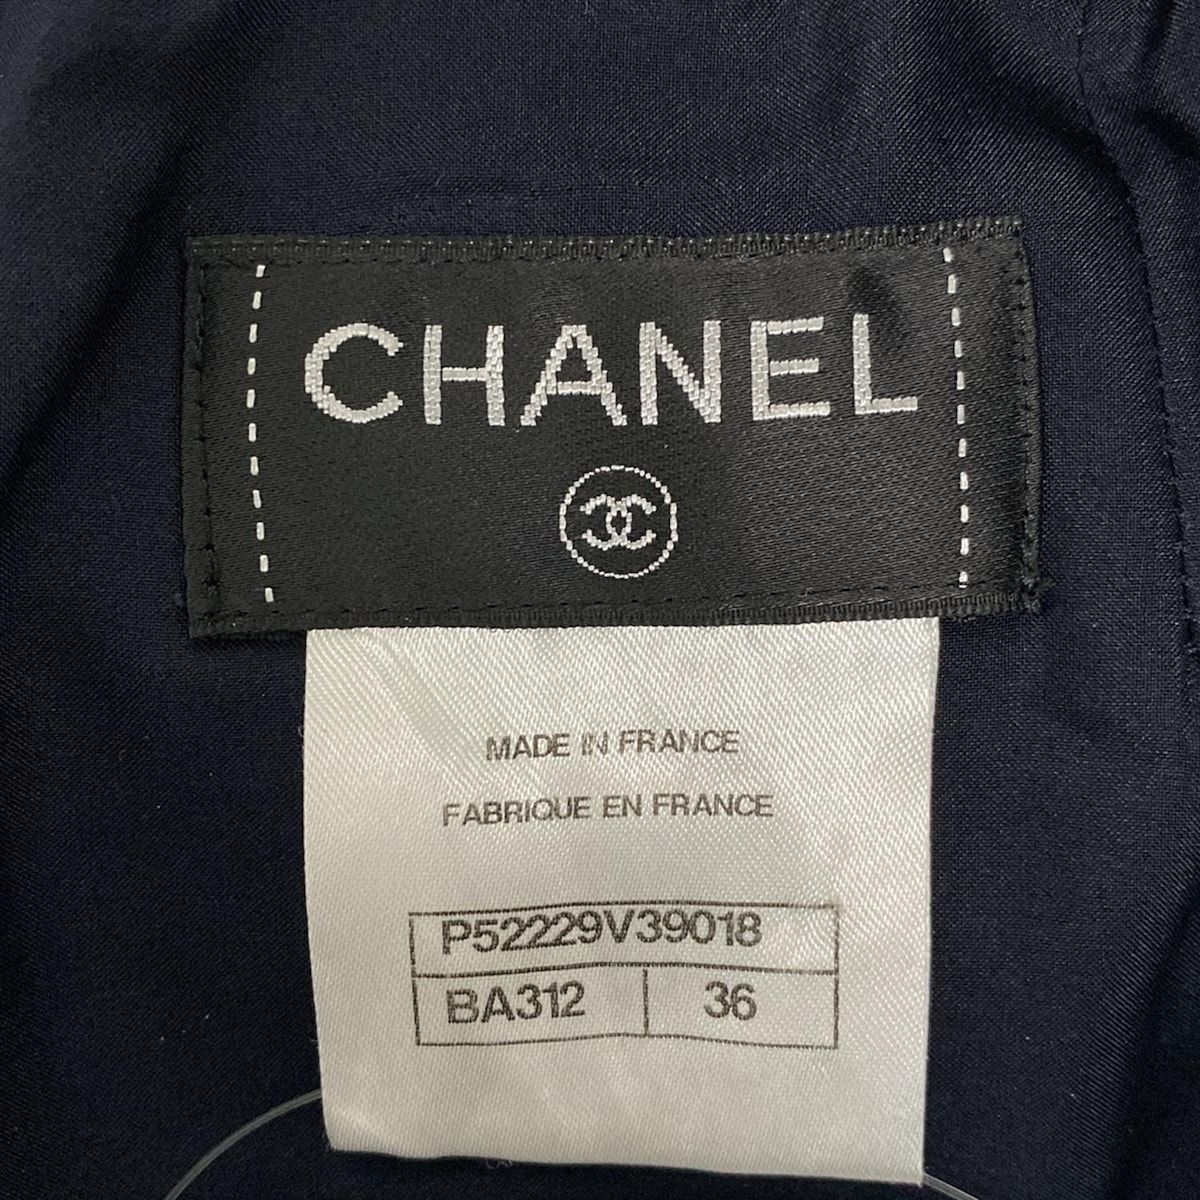 CHANEL
MADE IN FRANCE
FABRIQUE EN FRANCE
P52229V39018
BA312 36